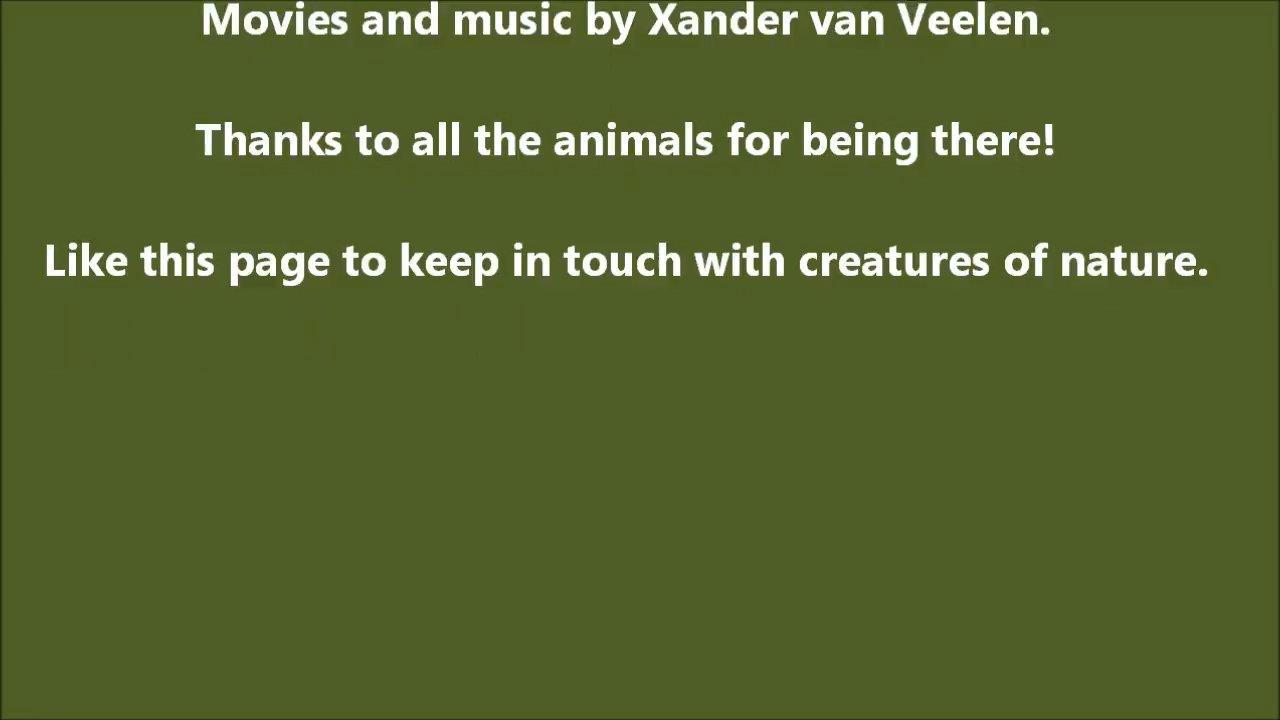 Movies and music by Xander van Veelen.
Thanks to all the animals for being there!
Like this page to keep in touch with creatures of nature.